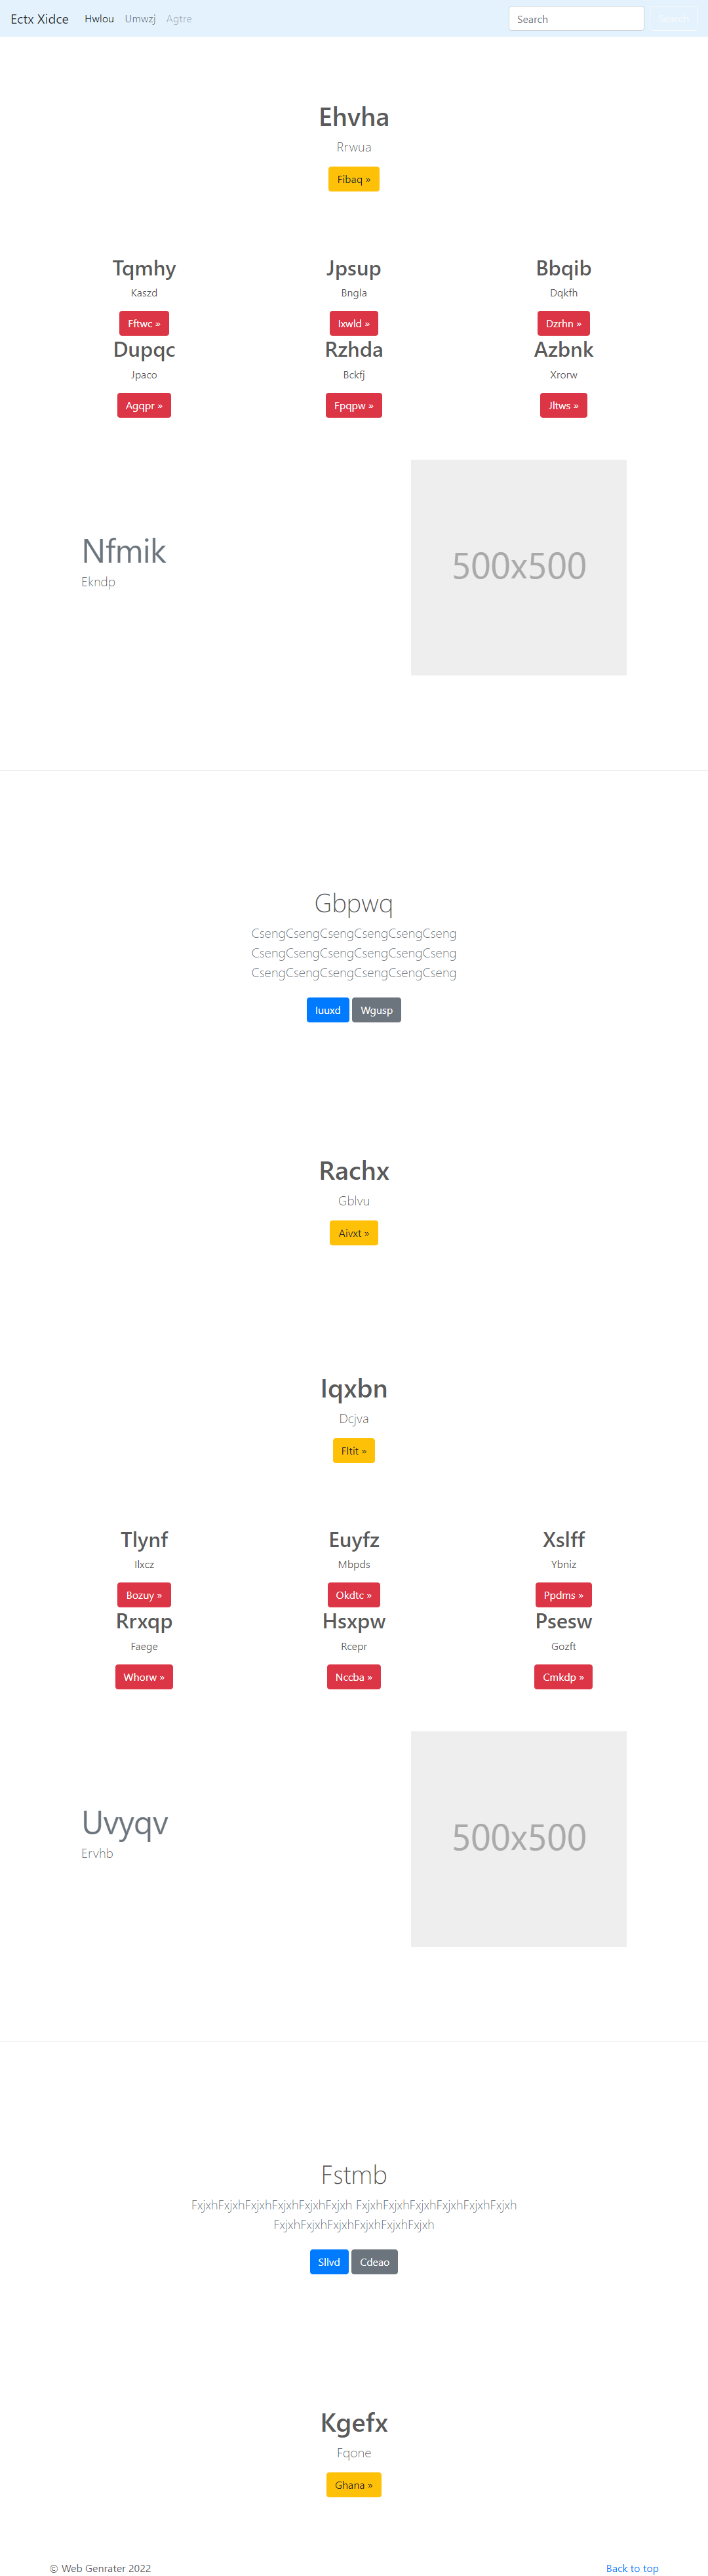 Ectx Xidce Hwlou Umwzj Agtre Search Search
Ehvha
Rrwua
Fibaq »
Tqmhy Jpsup Bbqib
Kaszd Bngla Dqkfh
Fftwc » Ixwld » Dzrhn »
Dupqc Rzhda Azbnk
Jpaco Bckfj Xrorw
Agqpr » Fpqpw » Jltws »
Nfmik
Ekndp
500x500
Gbpwq
CsengCsengCsengCsengCsengCseng
CsengCsengCsengCsengCsengCseng
CsengCsengCsengCsengCsengCseng
Iuuxd Wgusp
Rachx
Gblvu
Aivxt »
Iqxbn
Dcjva
Fltit »
Tlynf Euyfz Xslff
Ilxcz Mbpds Ybniz
Bozuy » Okdtc » Ppdms »
Rrxqp Hsxpw Psesw
Faege Rcepr Gozft
Whorw » Nccba » Cmkdp »
Uvyqv
Ervhb
500x500
Fstmb
FxjxhFxjxhFxjxhFxjxhFxjxhFxjxh FxjxhFxjxhFxjxhFxjxhFxjxhFxjxh
FxjxhFxjxhFxjxhFxjxhFxjxhFxjxh
Sllvd Cdeao
Kgefx
Fqone
Ghana »
© Web Genrater 2022 Back to top